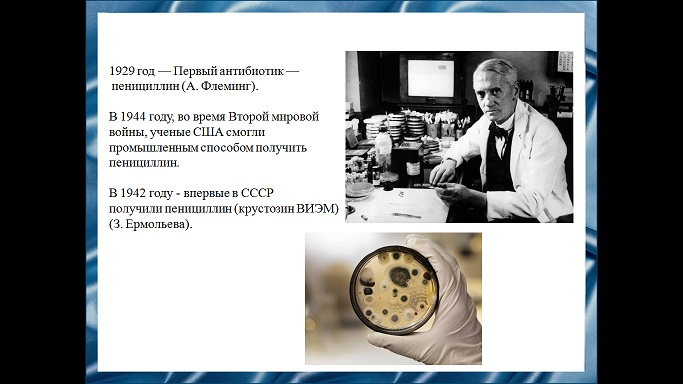 1929 год — Первый антибиотик —
пенициллин (А. Флеминг).
В 1944 году, во время Второй мировой
войны, ученые США смогли
промышленным способом получить
пенициллин.
В 1942 году - впервые в СССР
получили пенициллин (крустозин ВИЭМ)
(З. Ермольева).